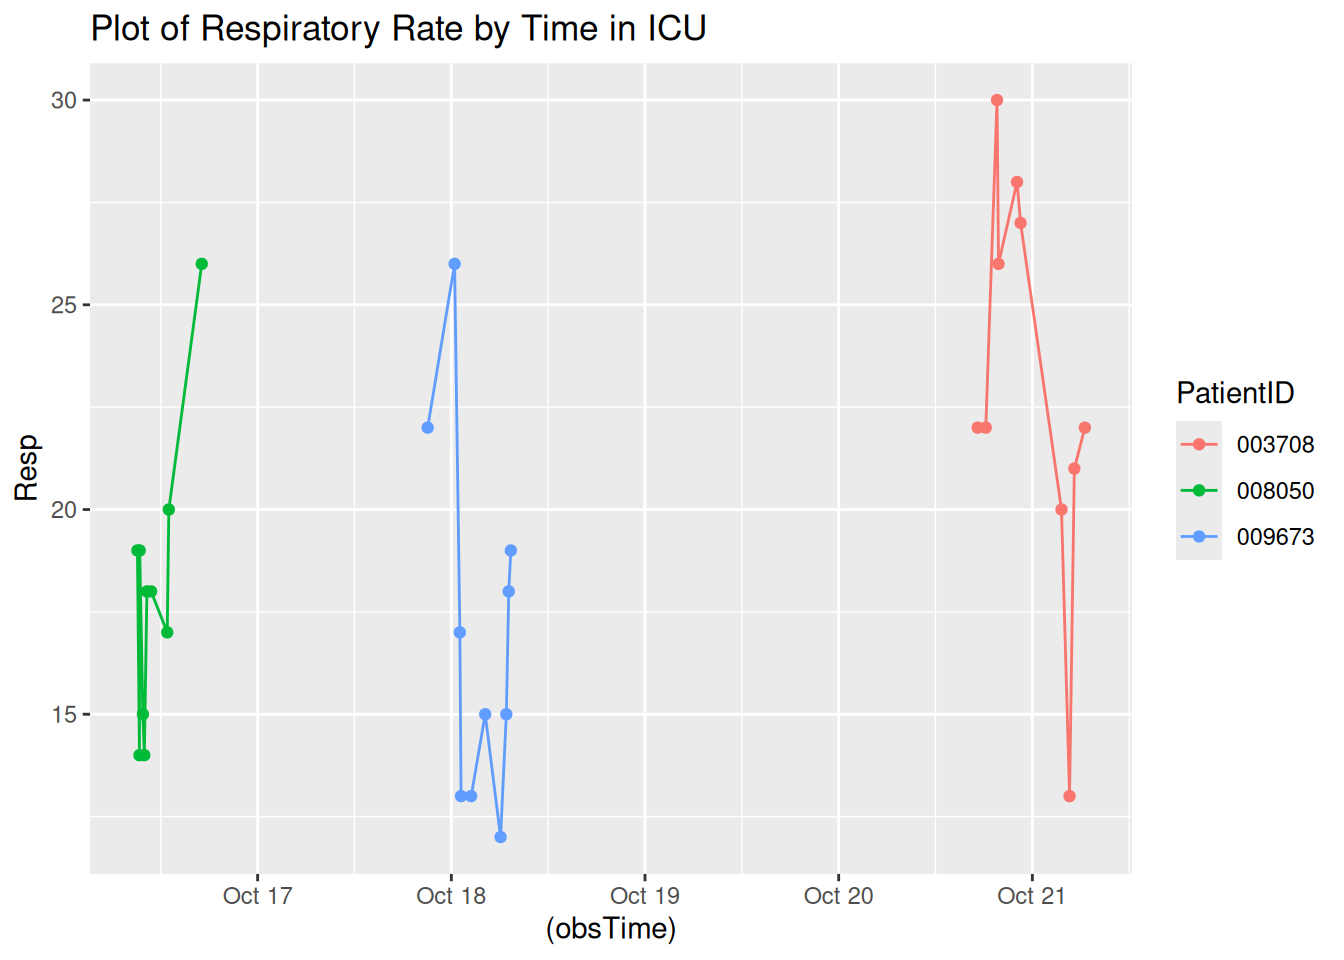 Plot of Respiratory Rate by Time in ICU
30
25
20
15
Resp
Oct 17 Oct 18 Oct 19 Oct 20 Oct 21
(obsTime)
PatientID
003708
008050
009673